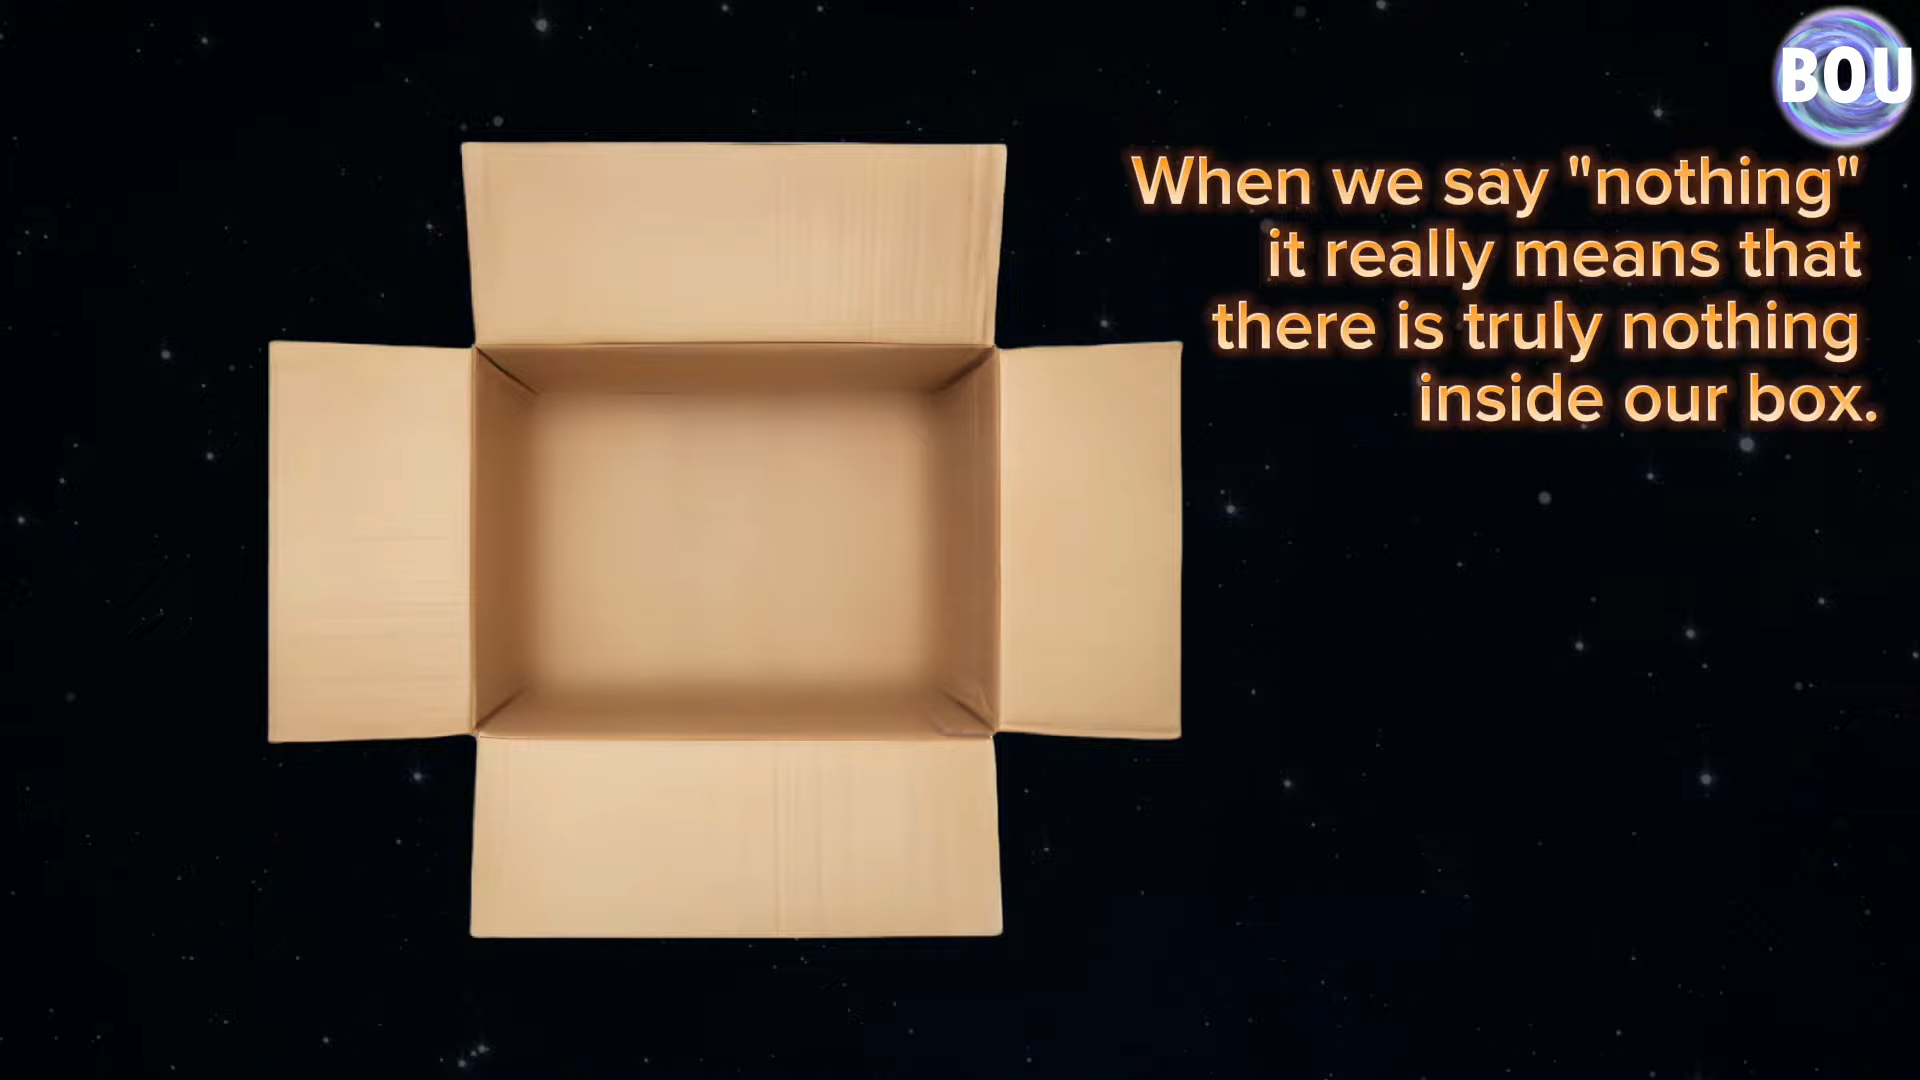 BOU
When we say "nothing"
it really means that
there is truly nothing
inside our box.